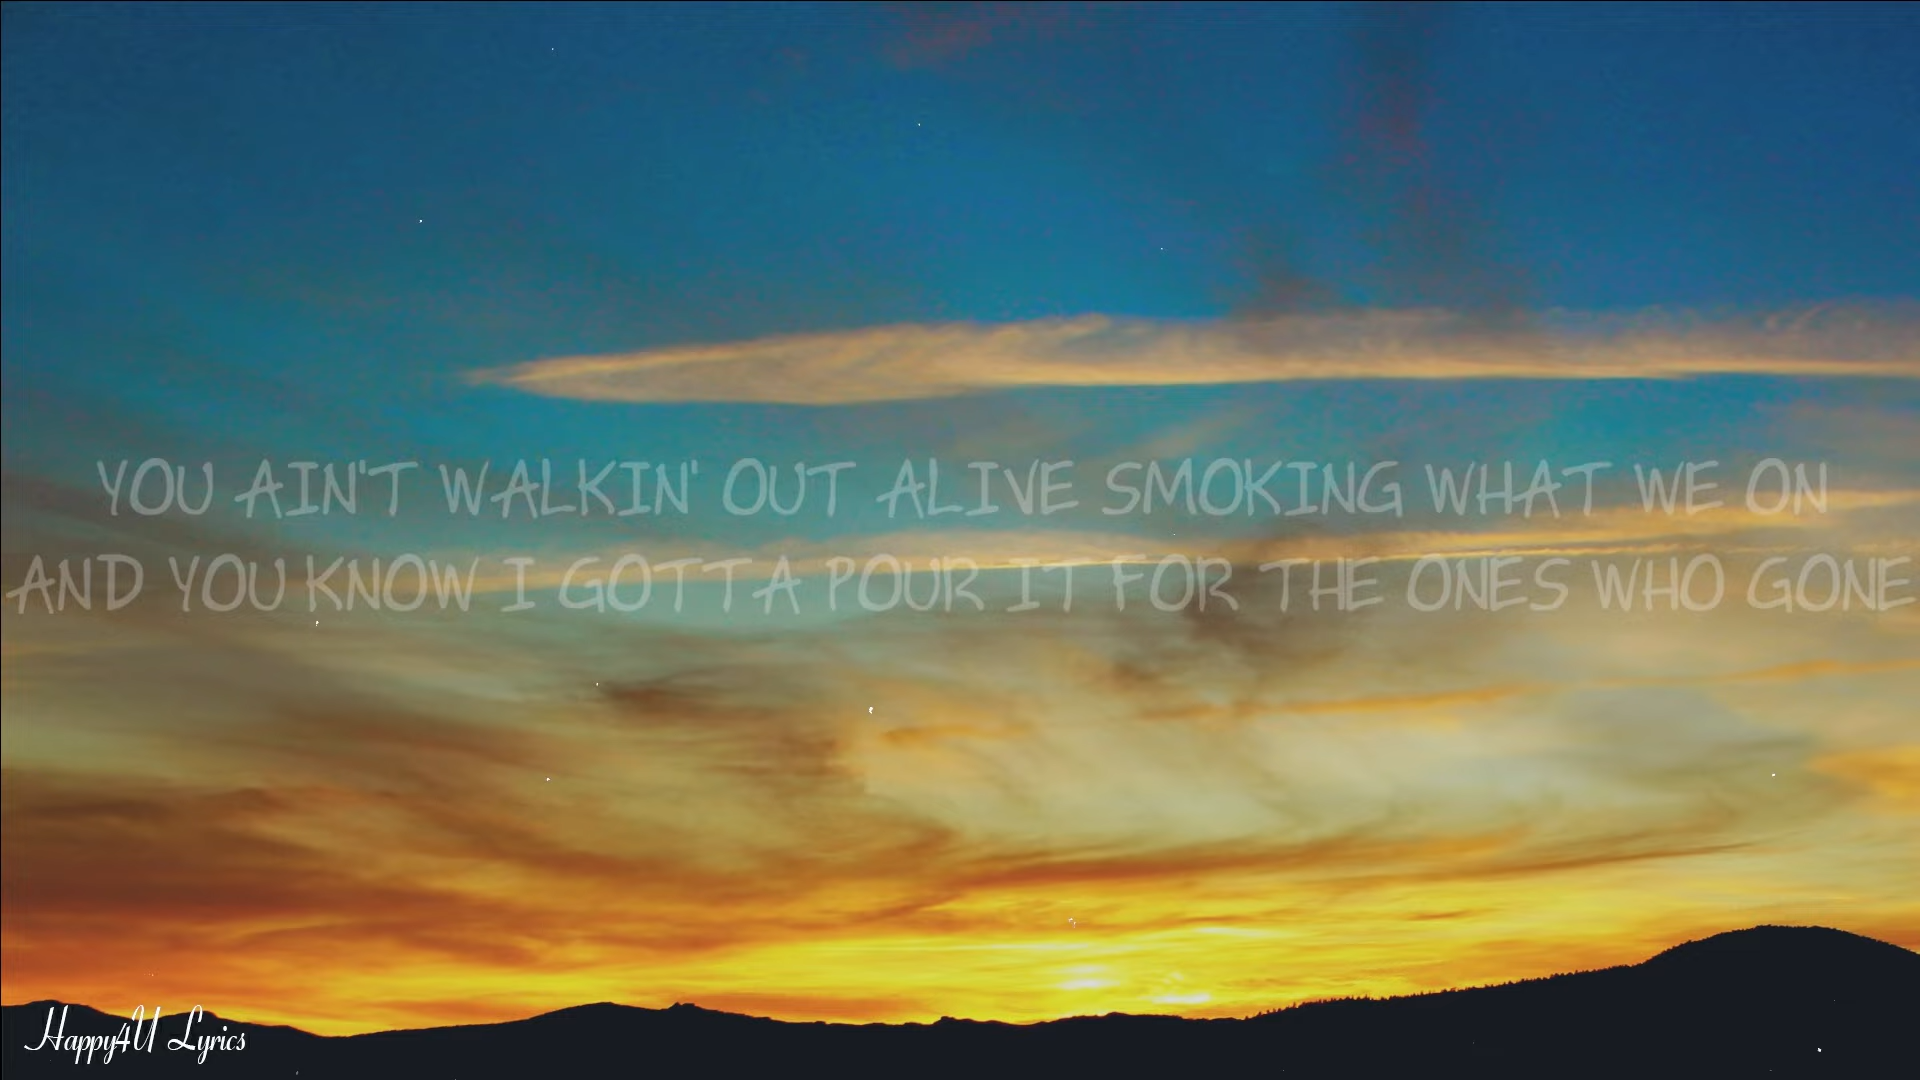 YOU AIN'T WALKIN' OUT ALIVE SMOKING WHAT WE ON
AND YOU KNOW I GOTTA POUR IT FOR THE ONES WHO GONE
Happy4U Lyrics